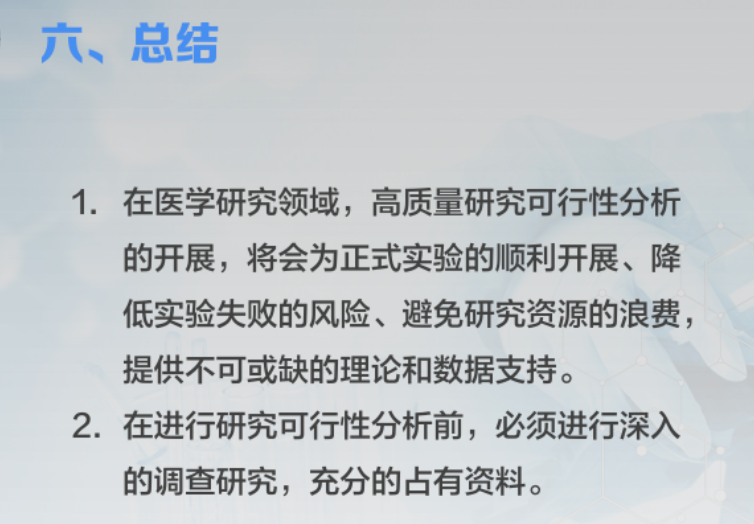 六、总结
1. 在医学研究领域，高质量研究可行性分析
的开展，将会为正式实验的顺利开展、降
低实验失败的风险、避免研究资源的浪费，
提供不可或缺的理论和数据支持。
2. 在进行研究可行性分析前，必须进行深入
的调查研究，充分的占有资料。